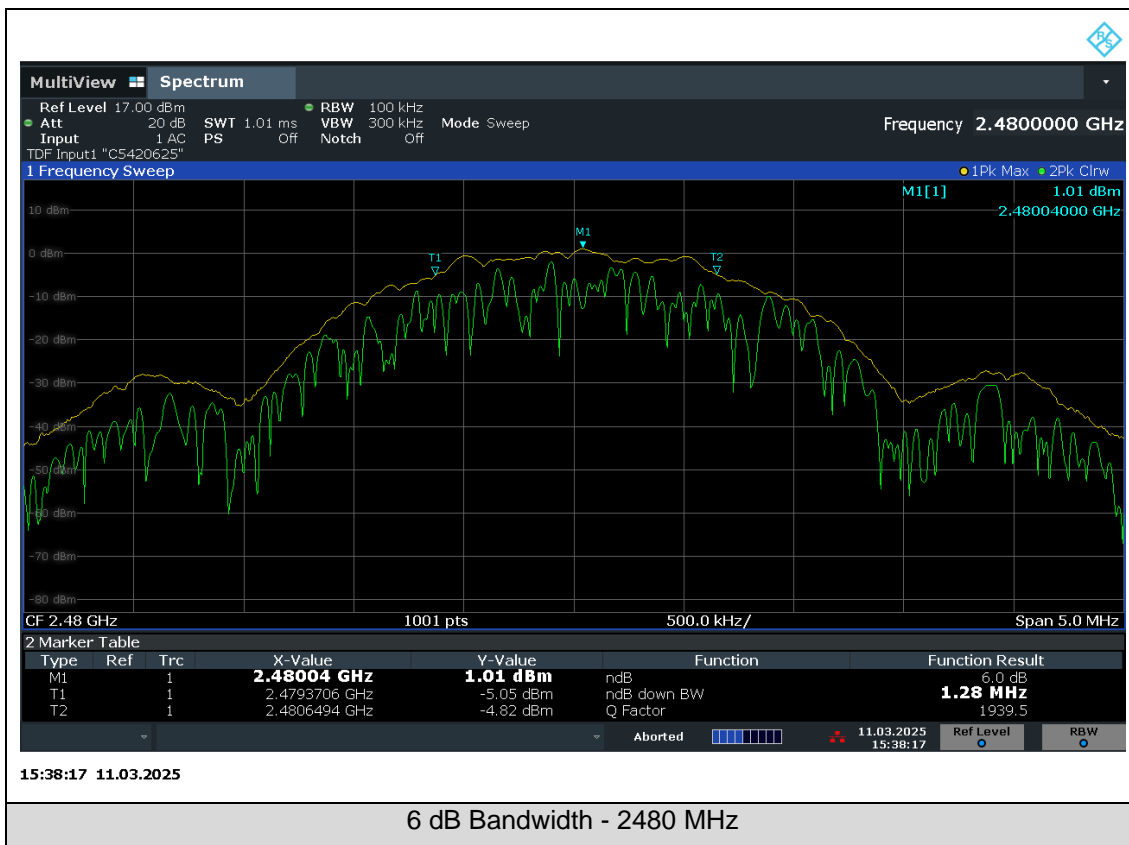 R&S
MultiView Spectrum
Ref Level 17.00 dBm RBW 100 kHz
Att 20 dB SWT 1.01 ms VBW 300 kHz Mode Sweep Frequency 2.4800000 GHz
Input 1 AC PS Off Notch Off
TDF Input1 "C5420625"
1 Frequency Sweep 1Pk Max 2Pk Clrw
M1[1] 1.01 dBm
2.48004000 GHz
10 dBm
M1
0 dBm
T1 T2
-10 dBm
-20 dBm
-30 dBm
-40 dBm
-50 dBm
-60 dBm
-70 dBm
-80 dBm
CF 2.48 GHz 1001 pts 500.0 kHz/ Span 5.0 MHz
2 Marker Table
Type Ref Trc X-Value Y-Value Function Function Result
M1 1 2.48004 GHz 1.01 dBm ndB 6.0 dB
T1 1 2.4793706 GHz -5.05 dBm ndB down BW 1.28 MHz
T2 1 2.4806494 GHz -4.82 dBm Q Factor 1939.5
Aborted 11.03.2025 Ref Level RBW
15:38:17
15:38:17 11.03.2025
6 dB Bandwidth - 2480 MHz